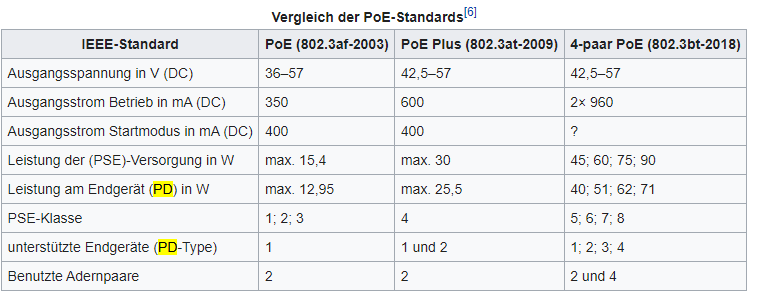 Vergleich der PoE-Standards[6]
IEEE-Standard PoE (802.3af-2003) PoE Plus (802.3at-2009) 4-paar PoE (802.3bt-2018)
Ausgangsspannung in V (DC) 36–57 42,5–57 42,5–57
Ausgangsstrom Betrieb in mA (DC) 350 600 2× 960
Ausgangsstrom Startmodus in mA (DC) 400 400 ?
Leistung der (PSE)-Versorgung in W max. 15,4 max. 30 45; 60; 75; 90
Leistung am Endgerät (PD) in W max. 12,95 max. 25,5 40; 51; 62; 71
PSE-Klasse 1; 2; 3 4 5; 6; 7; 8
unterstützte Endgeräte (PD-Type) 1 1 und 2 1; 2; 3; 4
Benutzte Adernpaare 2 2 2 und 4